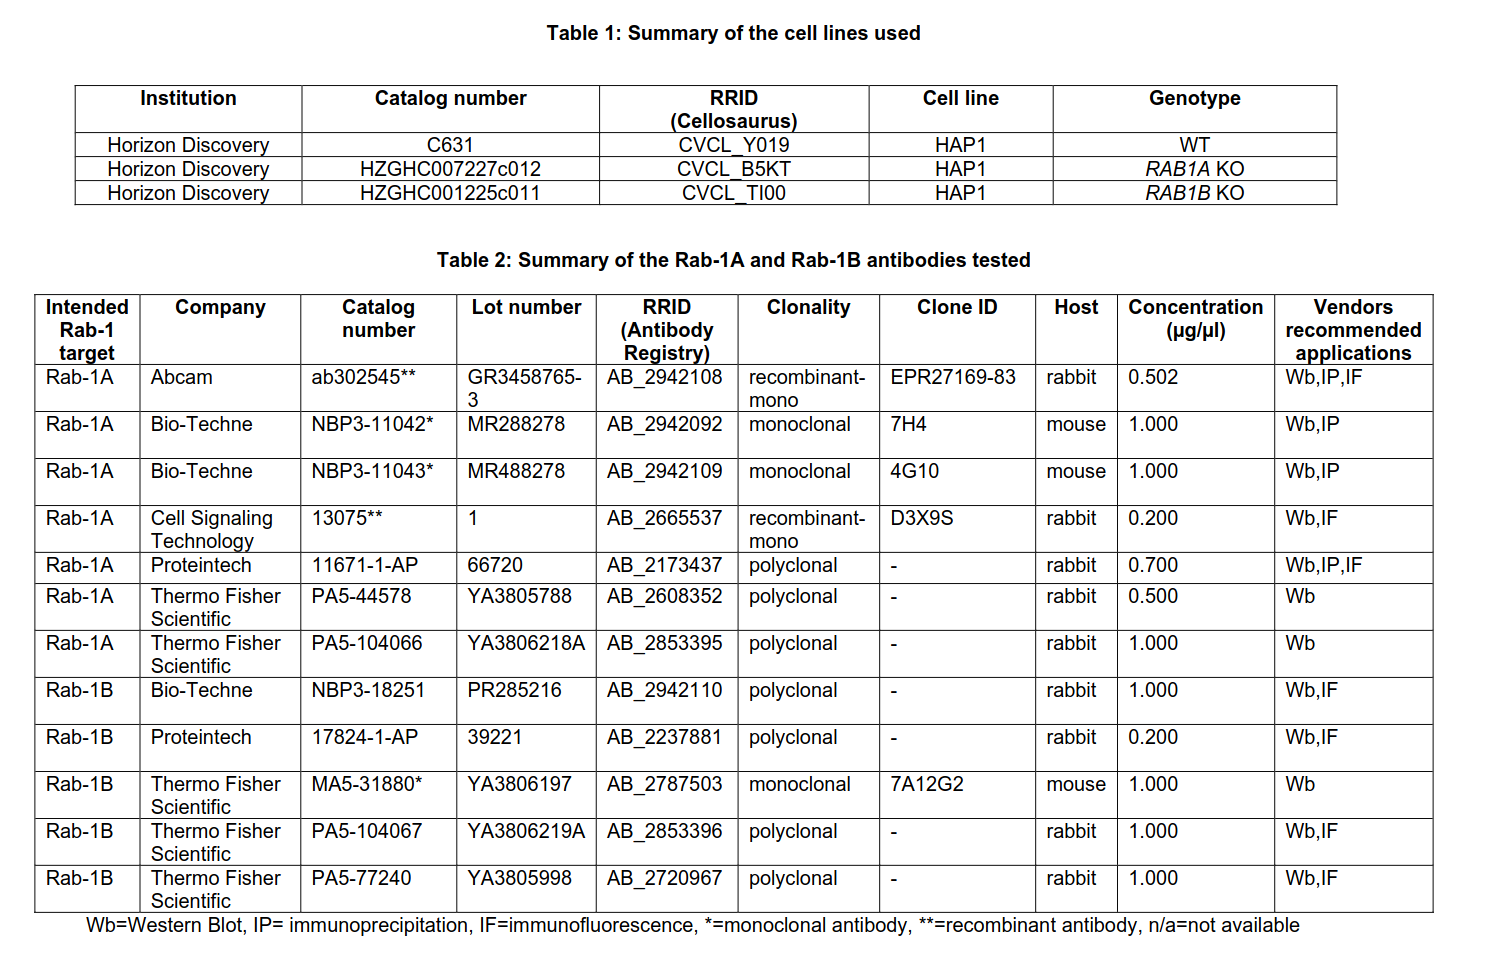 Table 1: Summary of the cell lines used
Institution Catalog number RRID (Cellosaurus) Cell line Genotype
Horizon Discovery C631 CVCL_Y019 HAP1 WT
Horizon Discovery HZGHC007227c012 CVCL_B5KT HAP1 RAB1A KO
Horizon Discovery HZGHC001225c011 CVCL_TI00 HAP1 RAB1B KO
Table 2: Summary of the Rab-1A and Rab-1B antibodies tested
Intended Rab-1 target Company Catalog number Lot number RRID (Antibody Registry) Clonality Clone ID Host Concentration (µg/µl) Vendors recommended applications
Rab-1A Abcam ab302545** GR3458765-3 AB_2942108 recombinant-mono EPR27169-83 rabbit 0.502 Wb,IP,IF
Rab-1A Bio-Techne NBP3-11042* MR288278 AB_2942092 monoclonal 7H4 mouse 1.000 Wb,IP
Rab-1A Bio-Techne NBP3-11043* MR488278 AB_2942109 monoclonal 4G10 mouse 1.000 Wb,IP
Rab-1A Cell Signaling Technology 13075** 1 AB_2665537 recombinant-mono D3X9S rabbit 0.200 Wb,IF
Rab-1A Proteintech 11671-1-AP 66720 AB_2173437 polyclonal - rabbit 0.700 Wb,IP,IF
Rab-1A Thermo Fisher Scientific PA5-44578 YA3805788 AB_2608352 polyclonal - rabbit 0.500 Wb
Rab-1A Thermo Fisher Scientific PA5-104066 YA3806218A AB_2853395 polyclonal - rabbit 1.000 Wb
Rab-1B Bio-Techne NBP3-18251 PR285216 AB_2942110 polyclonal - rabbit 1.000 Wb,IF
Rab-1B Proteintech 17824-1-AP 39221 AB_2237881 polyclonal - rabbit 0.200 Wb,IF
Rab-1B Thermo Fisher Scientific MA5-31880* YA3806197 AB_2787503 monoclonal 7A12G2 mouse 1.000 Wb
Rab-1B Thermo Fisher Scientific PA5-104067 YA3806219A AB_2853396 polyclonal - rabbit 1.000 Wb,IF
Rab-1B Thermo Fisher Scientific PA5-77240 YA3805998 AB_2720967 polyclonal - rabbit 1.000 Wb,IF
Wb=Western Blot, IP= immunoprecipitation, IF=immunofluorescence, *=monoclonal antibody, **=recombinant antibody, n/a=not available